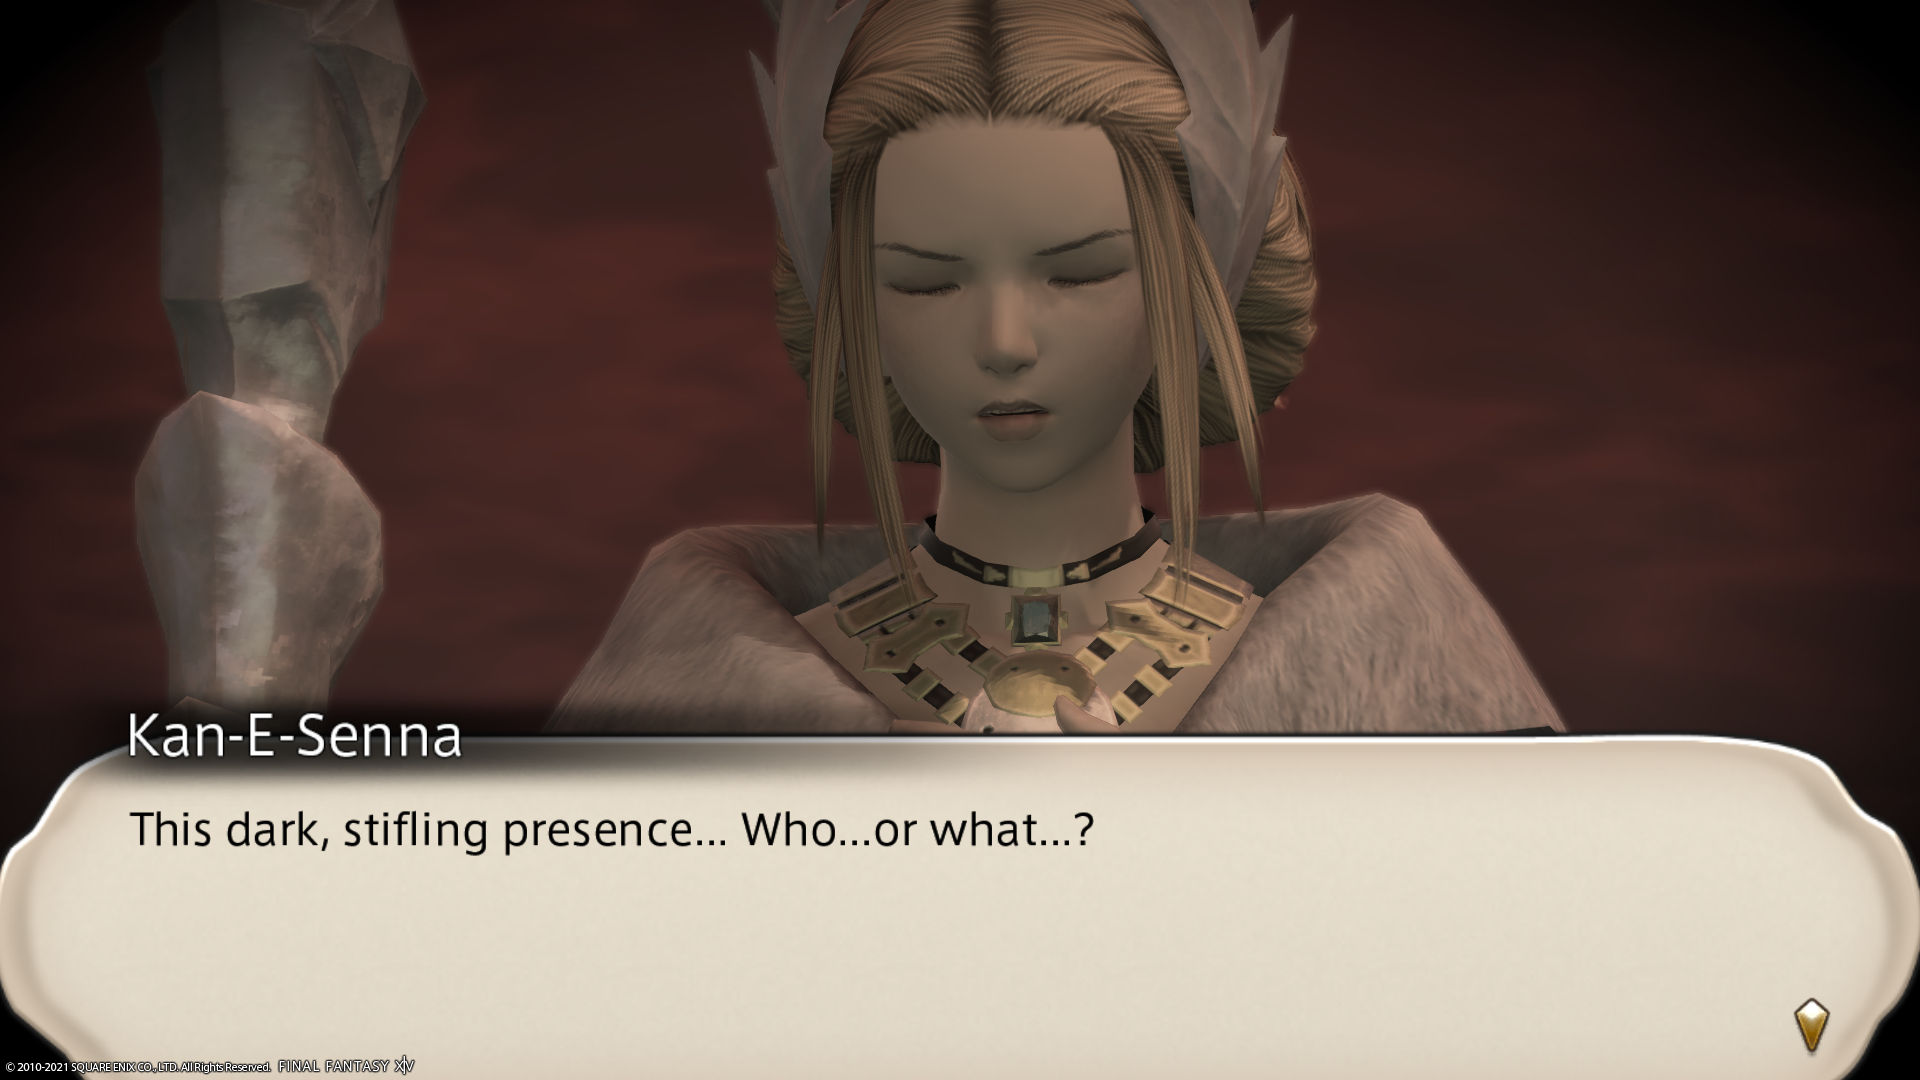 Kan-E-Senna
This dark, stifling presence... Who...or what...?
© 2010-2021 SQUARE ENIX CO., LTD. All Rights Reserved. FINAL FANTASY XIV